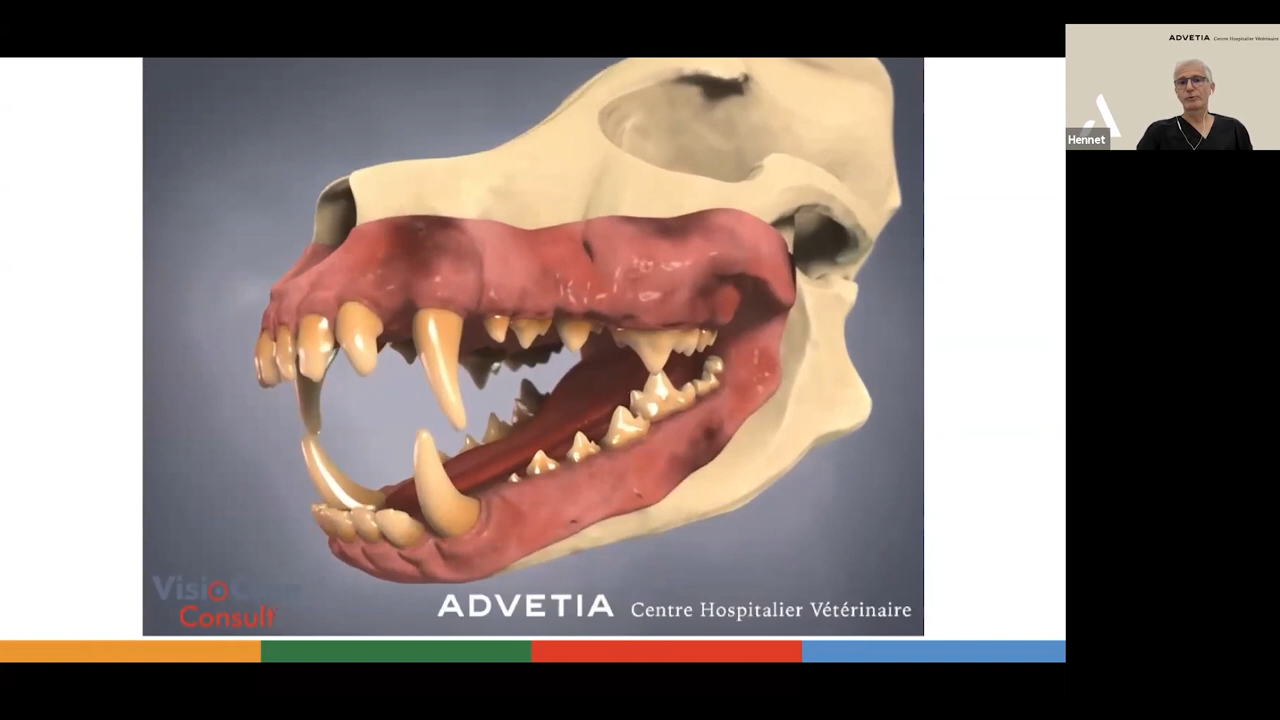 ADVETIA Centre Hospitalier Vétérinaire
Hennet
Consult
ADVETIA Centre Hospitalier Vétérinaire